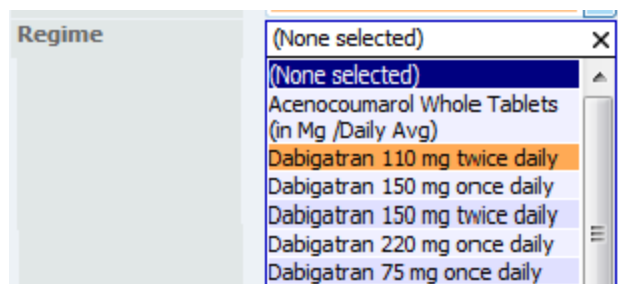 Regime
(None selected)
(None selected)
Acenocoumarol Whole Tablets
(in Mg /Daily Avg)
Dabigatran 110 mg twice daily
Dabigatran 150 mg once daily
Dabigatran 150 mg twice daily
Dabigatran 220 mg once daily
Dabigatran 75 mg once daily